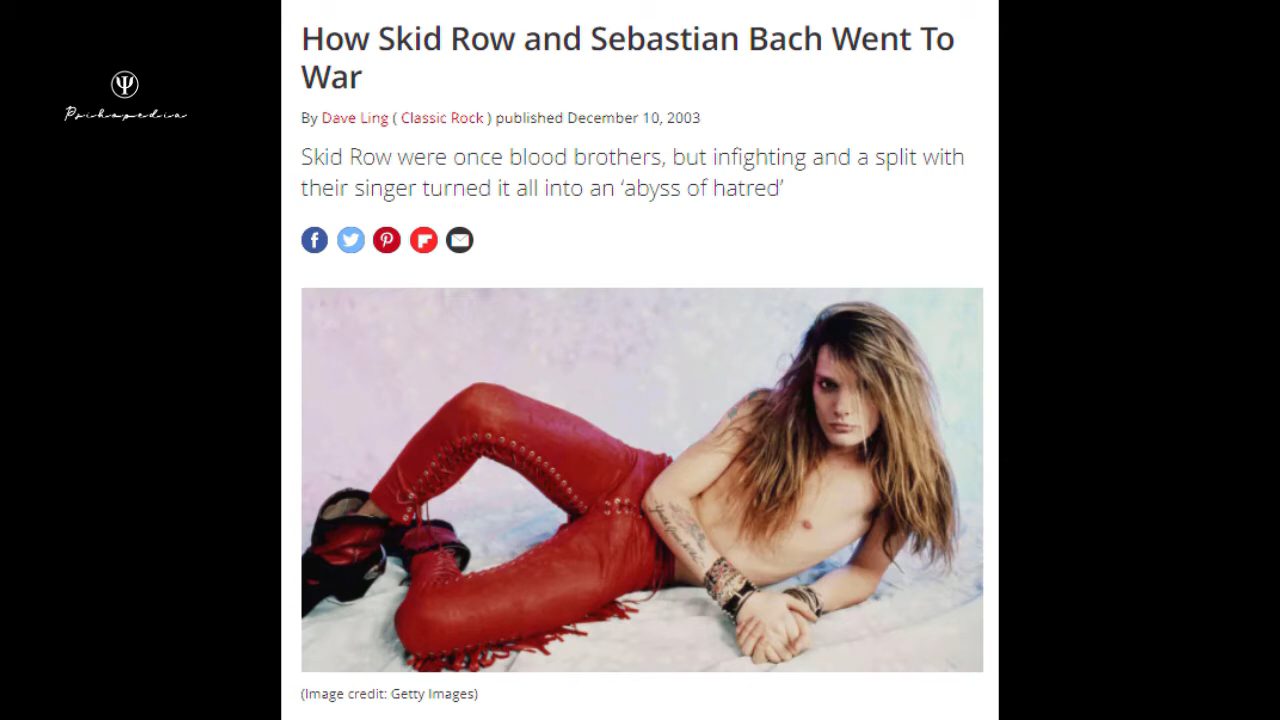 How Skid Row and Sebastian Bach Went To
War
By Dave Ling ( Classic Rock ) published December 10, 2003
Skid Row were once blood brothers, but infighting and a split with
their singer turned it all into an ‘abyss of hatred’
Psihopedia
(Image credit: Getty Images)